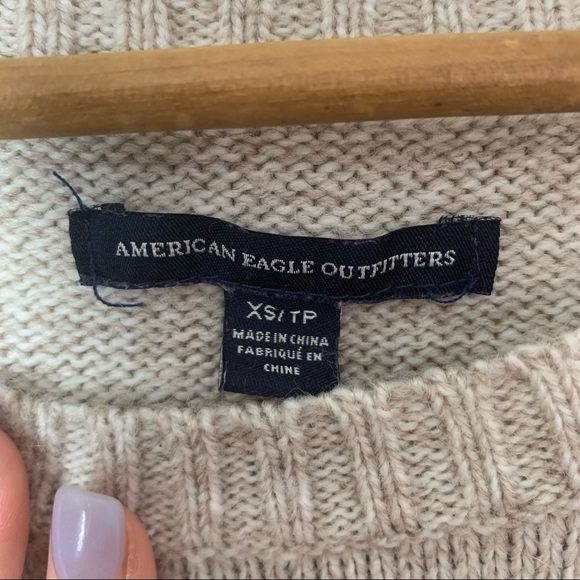 AMERICAN EAGLE OUTFITTERS
XS/TP
MADE IN CHINA
FABRIQUÉ EN
CHINE